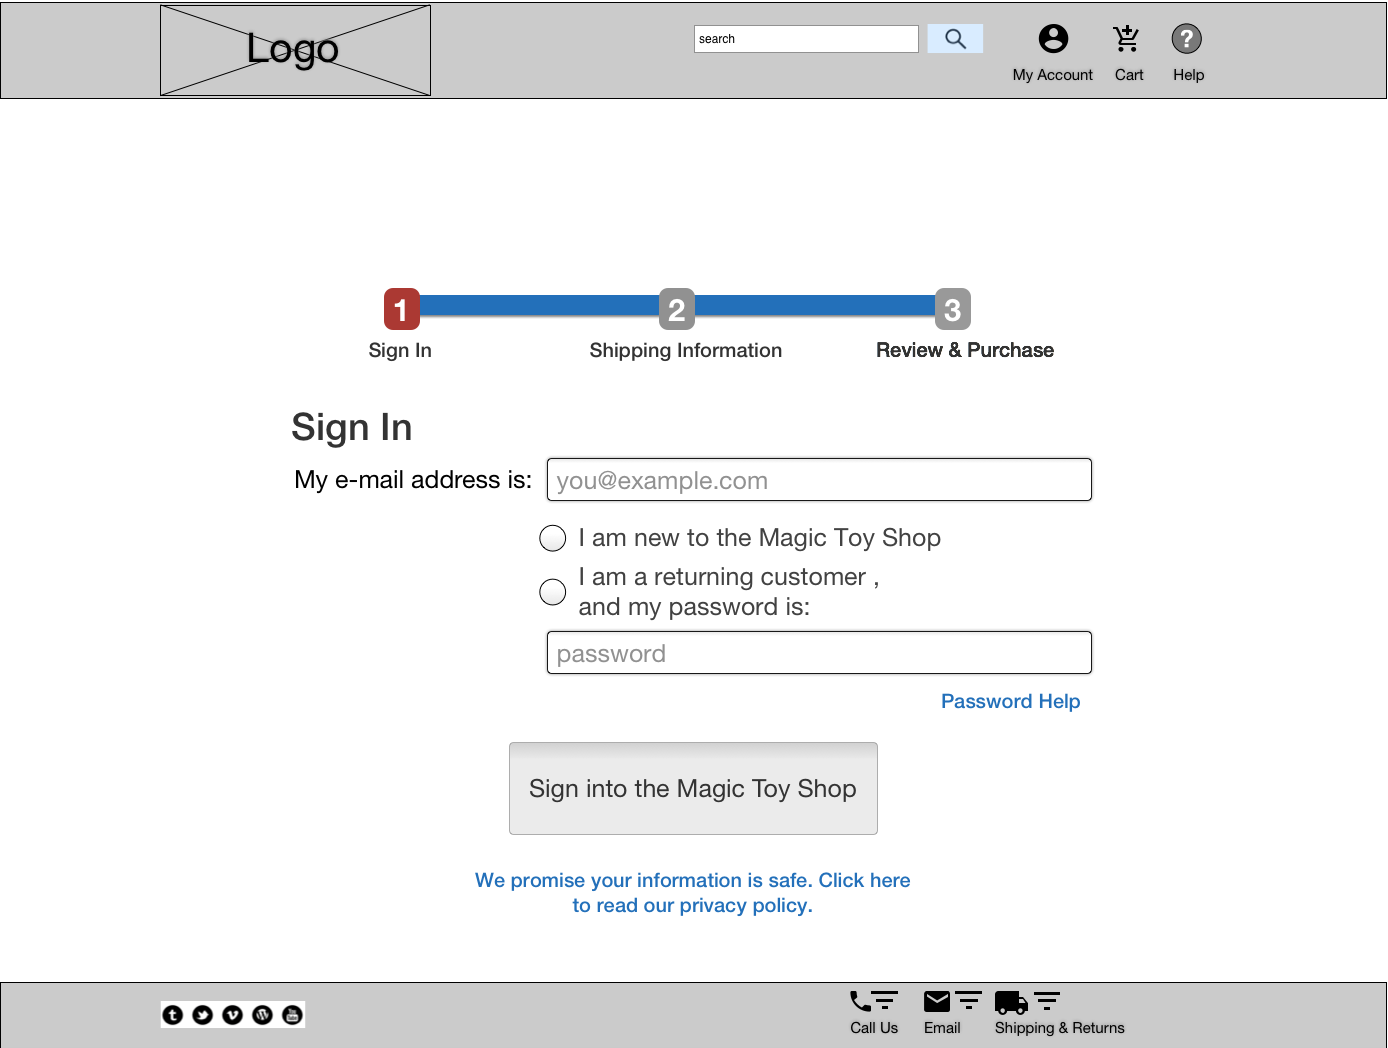 Logo
search
My Account
Cart
Help
?
1
2
3
Sign In
Shipping Information
Review & Purchase
Sign In
My e-mail address is:
you@example.com
I am new to the Magic Toy Shop
I am a returning customer ,
and my password is:
password
Password Help
Sign into the Magic Toy Shop
We promise your information is safe. Click here
to read our privacy policy.
Call Us
Email
Shipping & Returns